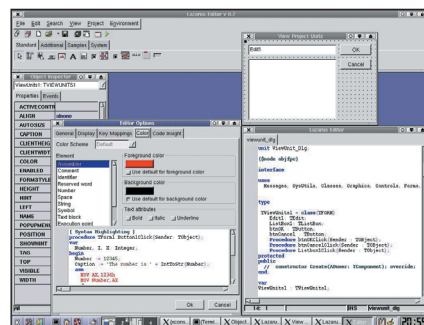 Lazarus Editor v 0.2
File Edit Search View Project Environment
Standard Additional Samples System
Object Inspector
ViewUnits1: TVIEWUNITS1
Properties Events
ACTIVECONTR
ALIGN alnone
AUTOSIZE
CAPTION
CLIENTHEIG
CLIENTWIDT
COLOR
ENABLED
FORMSTYLE
HEIGHT
HINT
LEFT
NAME
POPUPMENU
POSITION
SHOWHINT
TAG
TOP
VISIBLE
WIDTH
View Project Units
Edit5
OK
Cancel
Editor Options
General Display Key Mappings Color Code Insight
Color Scheme Default
Element
Assembler
Comment
Identifier
Reserved word
Number
Space
String
Symbol
Text block
Execution point
Foreground color
Use default for foreground color
Background color
Use default for background color
Text attributes
Bold Italic Underline
{ Syntax Highlighting }
procedure TForm1.Button1Click(Sender: TObject);
var
Number, I, X: Integer;
begin
Number := 12345;
Caption := 'The number is ' + IntToStr(Number);
asm
MOV AX,1234h
MOV Number,AX
Ok Cancel
Lazarus Editor
viewunit_dlg
unit ViewUnit_Dlg;
{$mode objfpc}
interface
uses
Messages, SysUtils, Classes, Graphics, Controls, Forms,
type
TViewUnits1 = class(TFORM)
Edit1: TEdit;
ListBox1: TListBox;
btnOK :TButton;
btnCancel :TButton;
Procedure btnOKClick(Sender : TObject);
Procedure btnCancelClick(Sender : TObject);
Procedure ListBox1Click(Sender : TObject);
protected
public
// constructor Create(AOwner: TComponent); override;
end;
var
ViewUnits1 : TViewUnits1;
INS viewunit_dlg